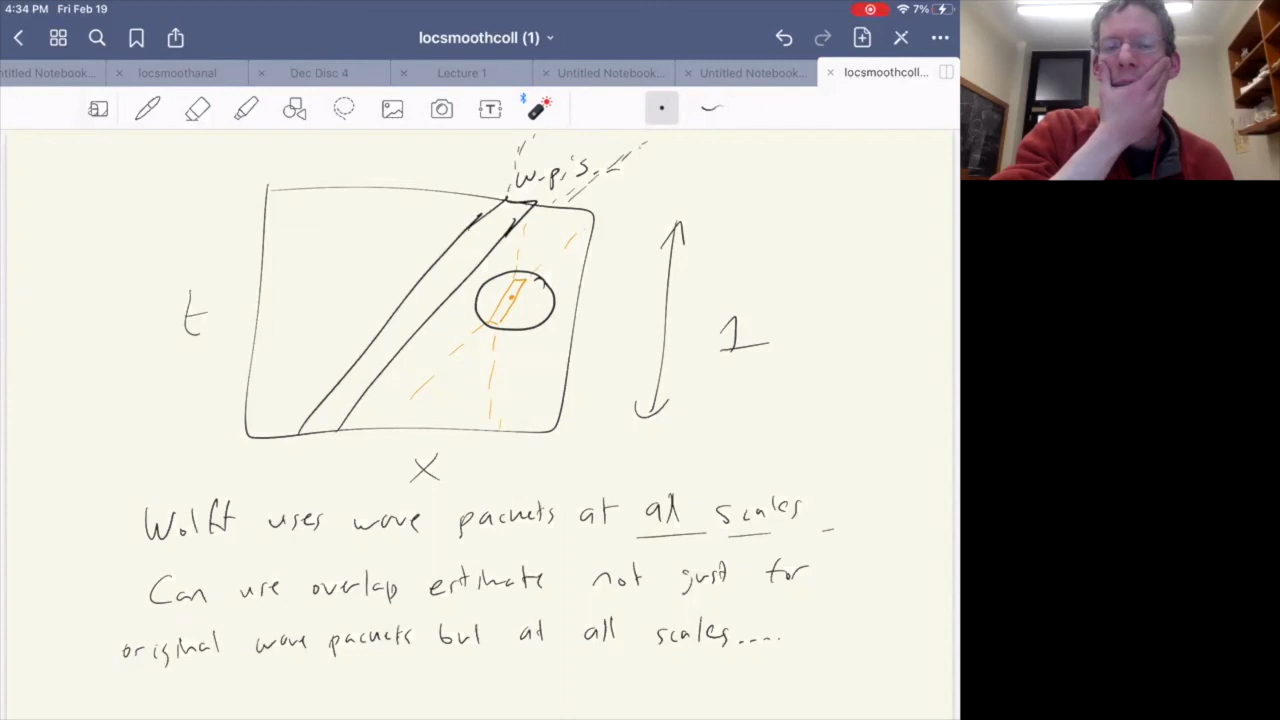 4:34 PM Fri Feb 19
7%
locsmoothcoll (1)
ntitled Notebook...
locsmoothanal
Dec Disc 4
Lecture 1
Untitled Notebook...
Untitled Notebook...
locsmoothcoll...
T
w.p.'s.
t
1
x
Wolff uses wave packets at all scales.
Can use overlap estimate not just for
original wave packets but at all scales....